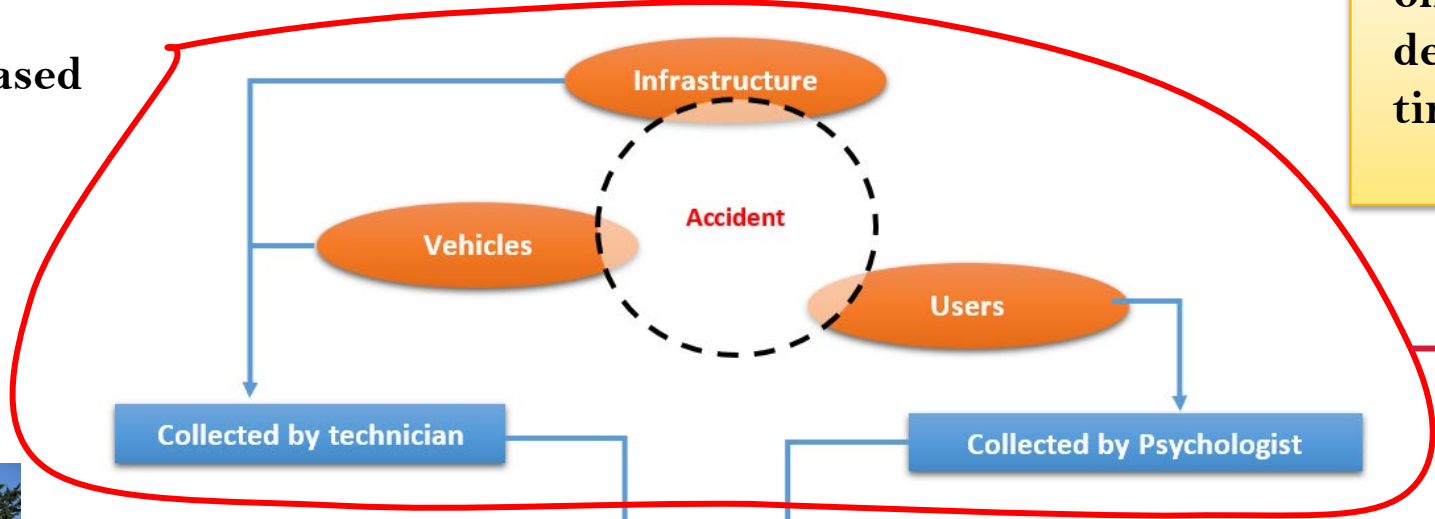 Infrastructure
Accident
Vehicles
Users
Collected by technician
Collected by Psychologist